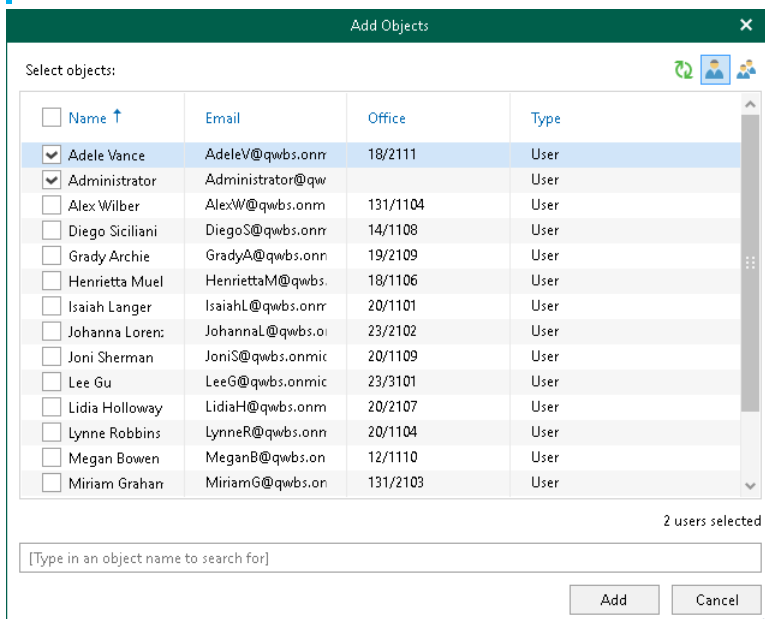 Add Objects
Select objects:
Name Email Office Type
Adele Vance AdeleV@qwbs.onm 18/2111 User
Administrator Administrator@qw User
Alex Wilber AlexW@qwbs.onm 131/1104 User
Diego Siciliani DiegoS@qwbs.onm 14/1108 User
Grady Archie GradyA@qwbs.onn 19/2109 User
Henrietta Muel HenriettaM@qwbs. 18/1106 User
Isaiah Langer IsaiahL@qwbs.onm 20/1101 User
Johanna Loren: JohannaL@qwbs.o 23/2102 User
Joni Sherman JoniS@qwbs.onmic 20/1109 User
Lee Gu LeeG@qwbs.onmic 23/3101 User
Lidia Holloway LidiaH@qwbs.onm 20/2107 User
Lynne Robbins LynneR@qwbs.onn 20/1104 User
Megan Bowen MeganB@qwbs.on 12/1110 User
Miriam Graham MiriamG@qwbs.on 131/2103 User
2 users selected
[Type in an object name to search for]
Add Cancel